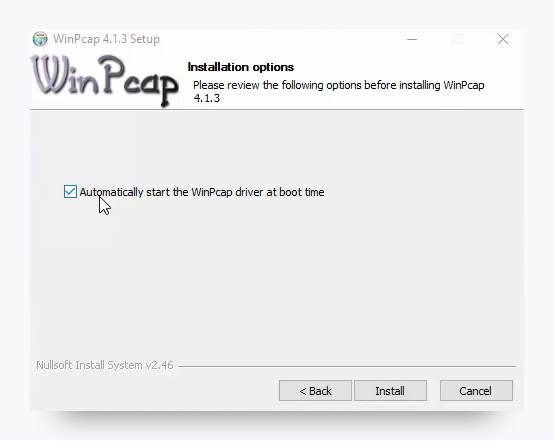 WinPcap 4.1.3 Setup
WinPcap
Installation options
Please review the following options before installing WinPcap
4.1.3
Automatically start the WinPcap driver at boot time
Nullsoft Install System v2.46
< Back
Install
Cancel